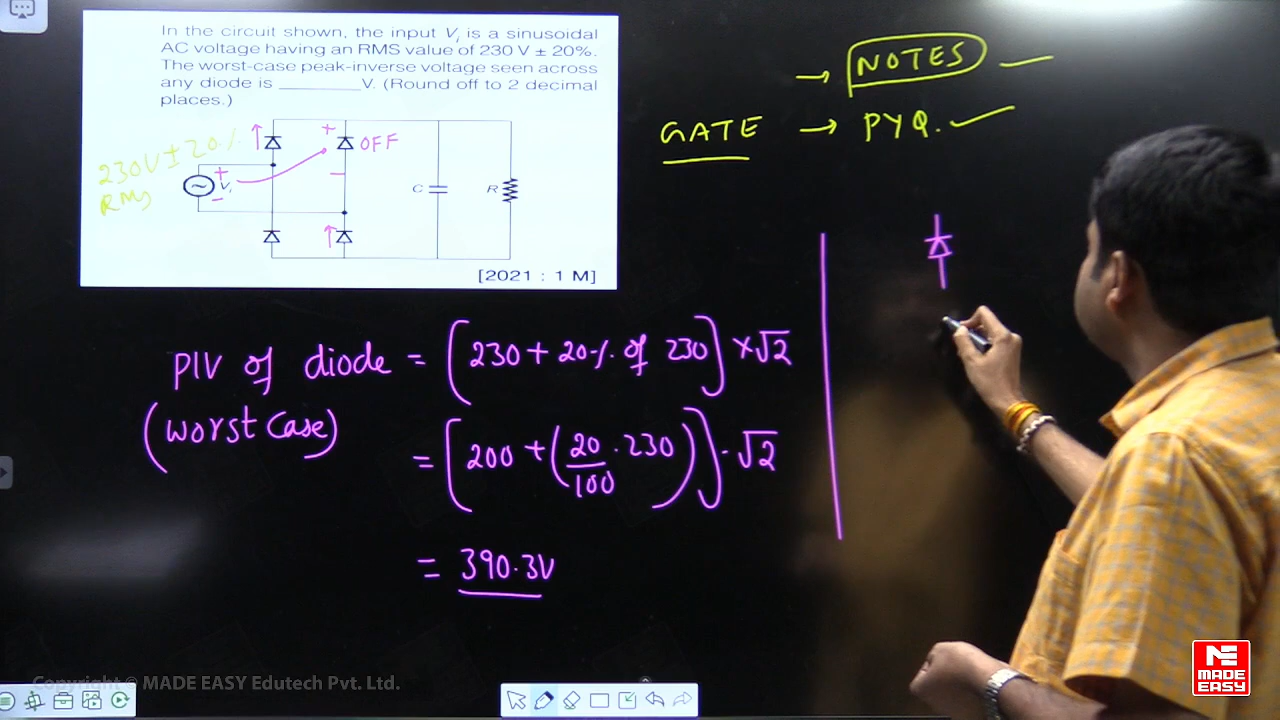 In the circuit shown, the input Vi is a sinusoidal
AC voltage having an RMS value of 230 V ± 20%.
The worst-case peak-inverse voltage seen across
any diode is ________V. (Round off to 2 decimal
places.)
+ OFF
230V ± 20%
RMS
+
Vi
-
-
C
R
[2021 : 1 M]
→ NOTES —
GATE → PYQ. ✓
PIV of diode = [230 + 20% of 230] × √2
(worst case)
= [200 + (20/100 · 230)] · √2
= 390.3V
Copyright © MADE EASY Edutech Pvt. Ltd.
ME
MADE
EASY